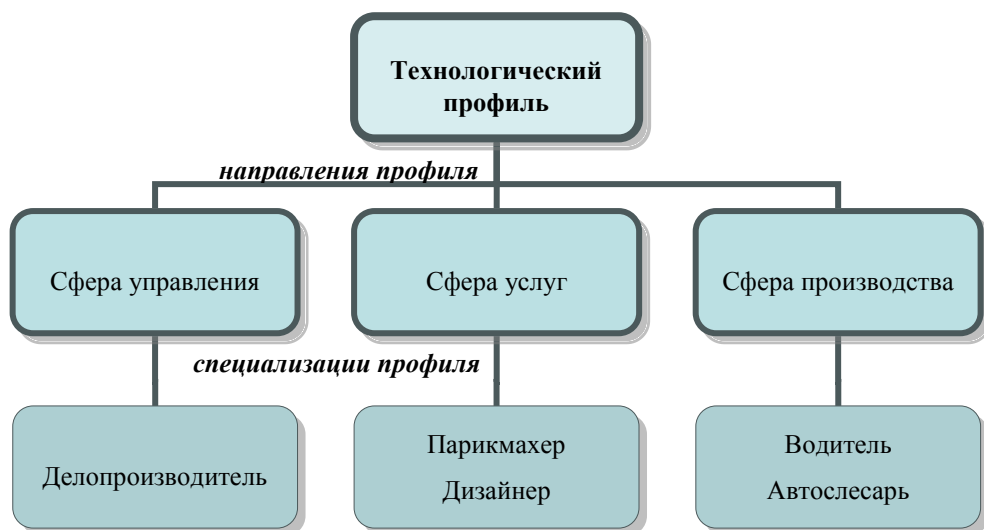 Технологический
профиль
направления профиля
Сфера управления
Сфера услуг
Сфера производства
специализации профиля
Делопроизводитель
Парикмахер
Дизайнер
Водитель
Автослесарь